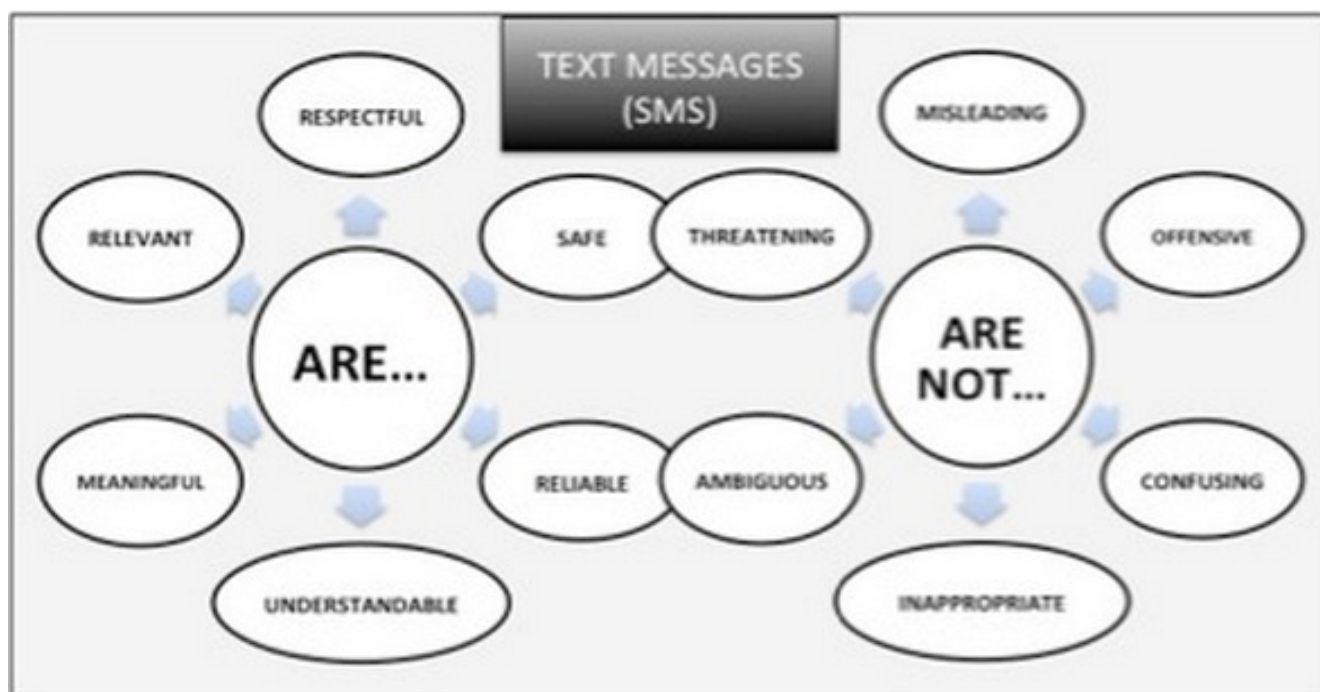 TEXT MESSAGES
(SMS)
RESPECTFUL
RELEVANT
SAFE
ARE...
MEANINGFUL
RELIABLE
UNDERSTANDABLE
MISLEADING
THREATENING
OFFENSIVE
ARE
NOT...
AMBIGUOUS
CONFUSING
INAPPROPRIATE